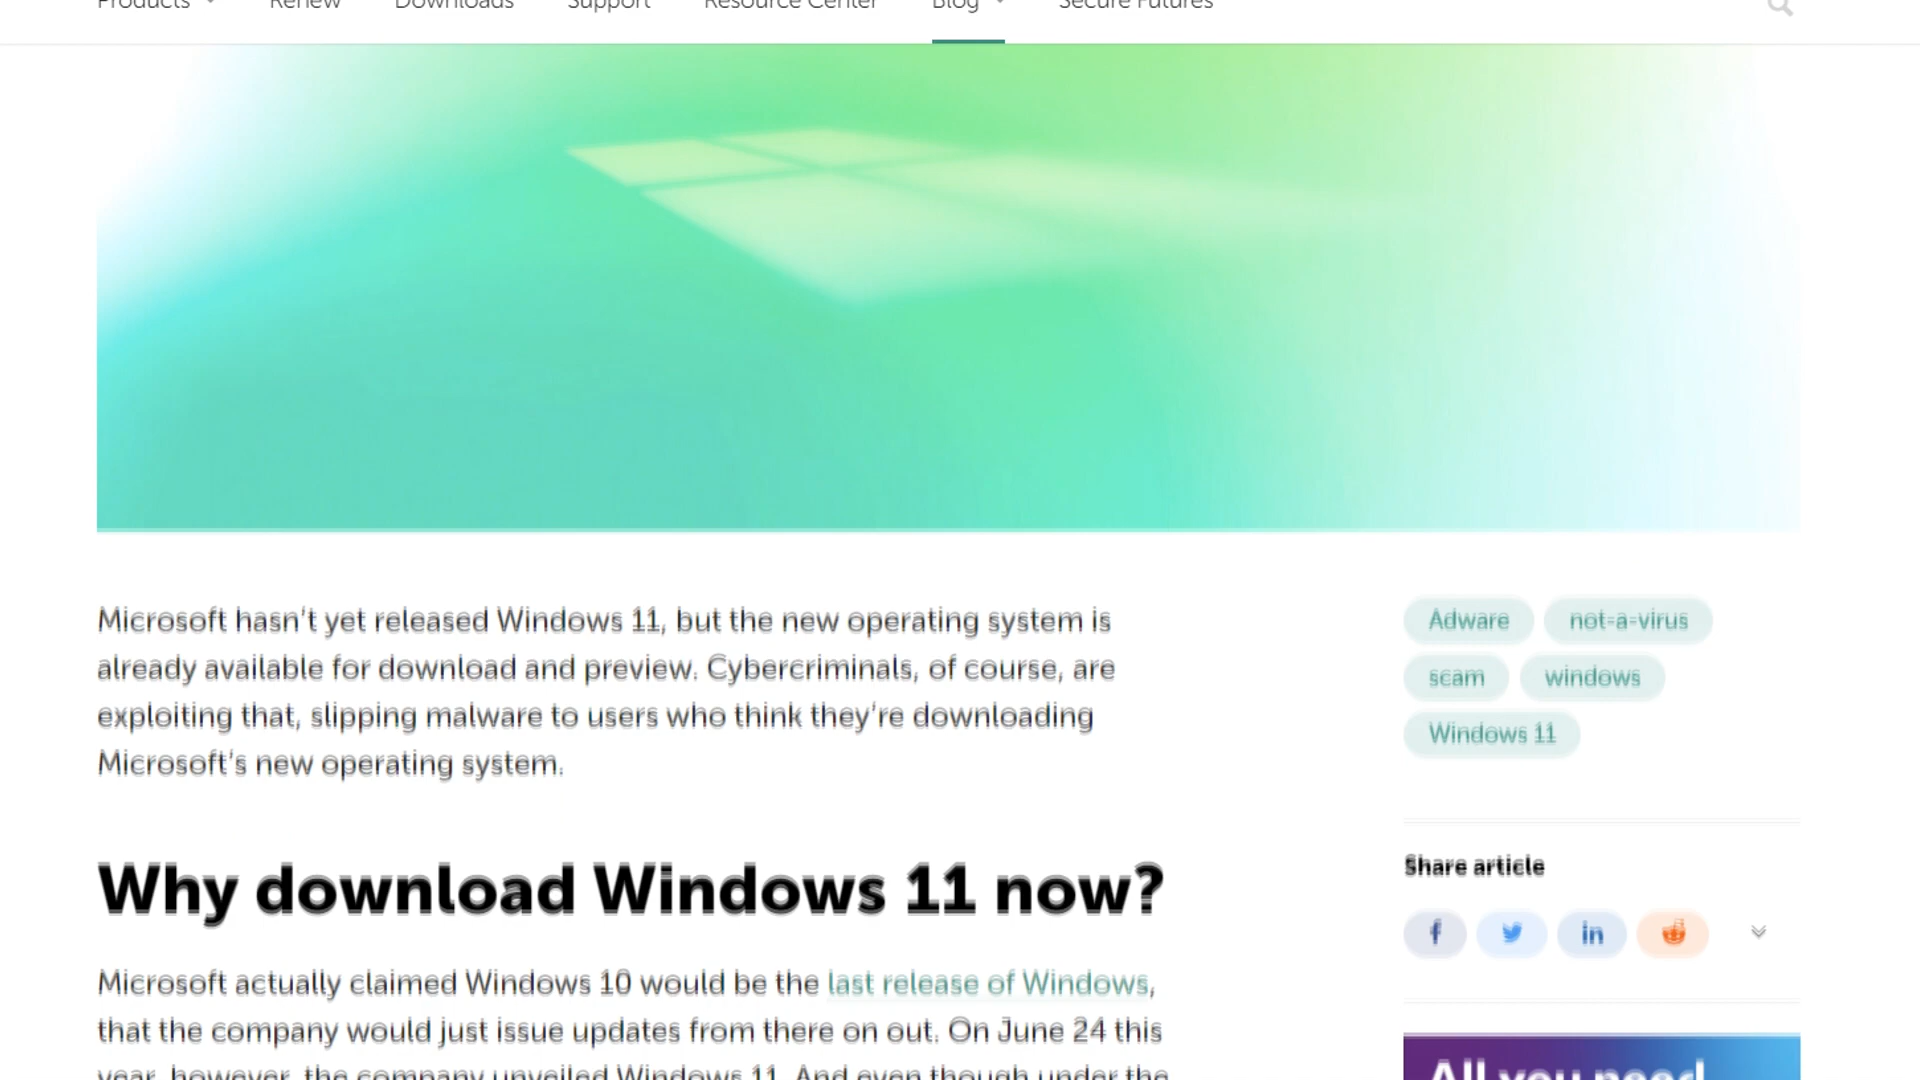 Products Renew Downloads Support Resource Center Blog Secure Futures
Microsoft hasn't yet released Windows 11, but the new operating system is
already available for download and preview. Cybercriminals, of course, are
exploiting that, slipping malware to users who think they're downloading
Microsoft's new operating system.
Adware not-a-virus
scam windows
Windows 11
Why download Windows 11 now?
Share article
f in
Microsoft actually claimed Windows 10 would be the last release of Windows,
that the company would just issue updates from there on out. On June 24 this
year, however, the company unveiled Windows 11. And even though under the
All you need